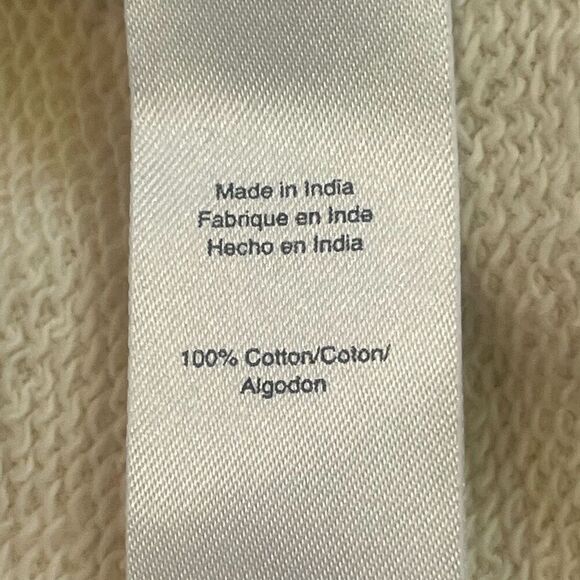 Made in India
Fabrique en Inde
Hecho en India
100% Cotton/Coton/
Algodon